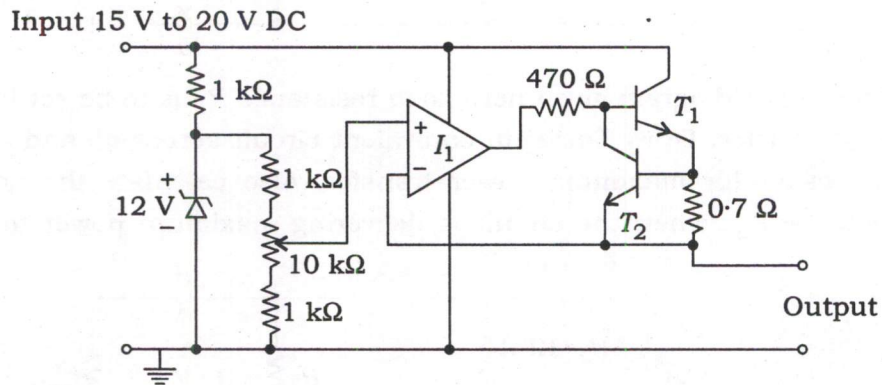 Input 15 V to 20 V DC
1 kΩ
470 Ω
T1
+
I1
−
+
12 V
−
1 kΩ
T2
0·7 Ω
10 kΩ
1 kΩ
Output